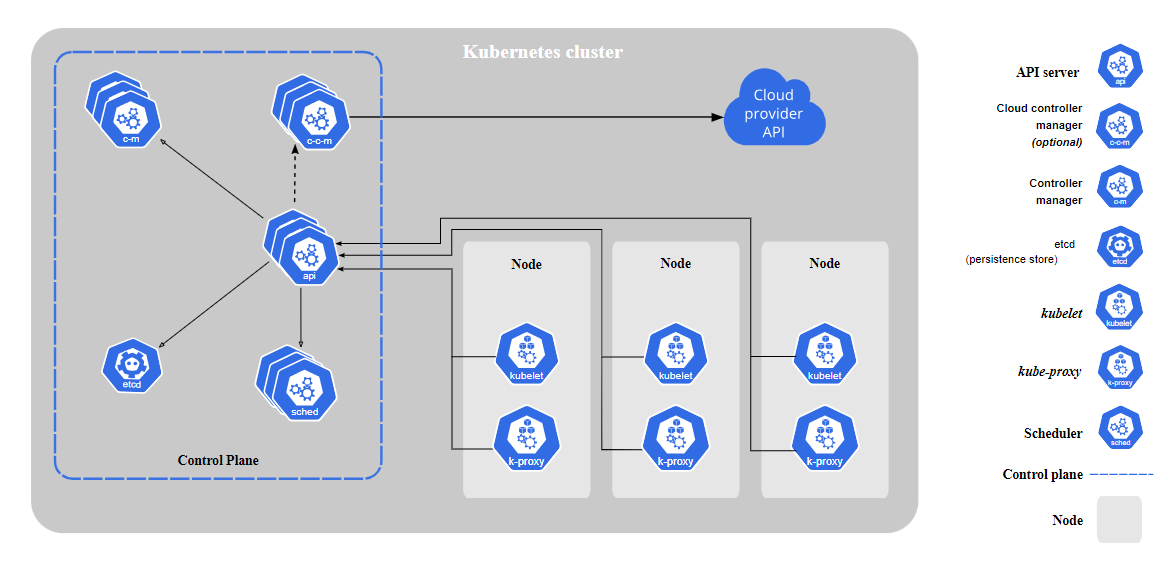 Kubernetes cluster
c-m
c-c-m
Cloud
provider
API
api
etcd
sched
Control Plane
Node
kubelet
k-proxy
Node
kubelet
k-proxy
Node
kubelet
k-proxy
API server
api
Cloud controller
manager
(optional)
c-c-m
Controller
manager
c-m
etcd
(persistence store)
etcd
kubelet
kubelet
kube-proxy
k-proxy
Scheduler
sched
Control plane
Node